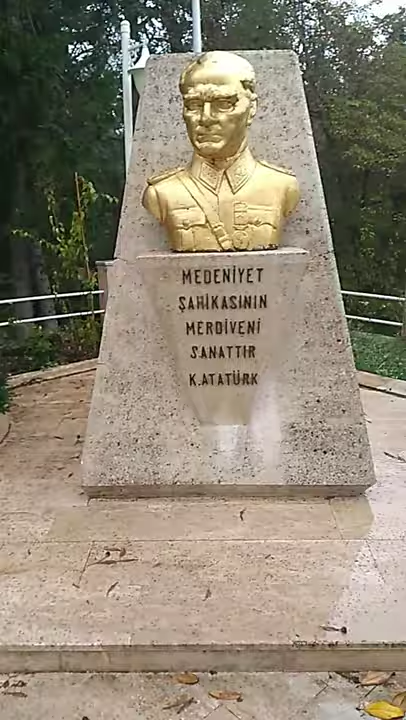 MEDENİYET
ŞAHİKASININ
MERDİVENİ
SANATTIR
K.ATATÜRK